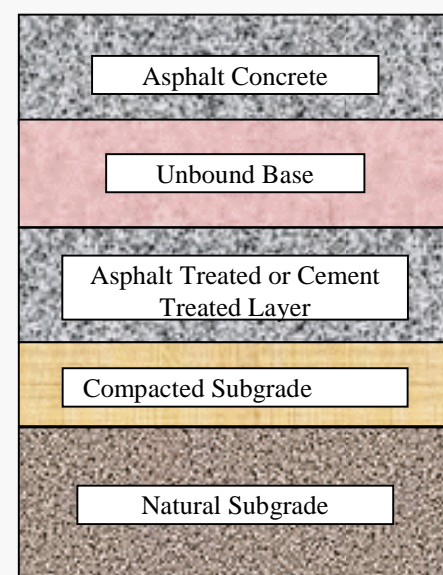 Asphalt Concrete
Unbound Base
Asphalt Treated or Cement
Treated Layer
Compacted Subgrade
Natural Subgrade